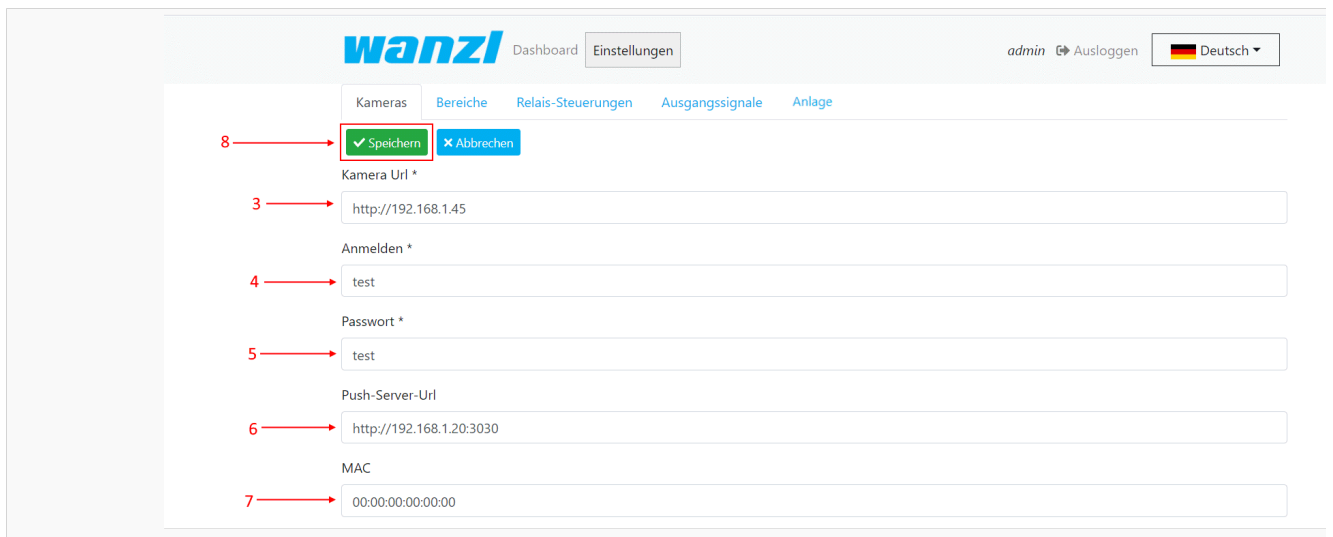 wanzl Dashboard Einstellungen admin Ausloggen Deutsch
Kameras Bereiche Relais-Steuerungen Ausgangssignale Anlage
8 Speichern Abbrechen
Kamera Url *
3 http://192.168.1.45
Anmelden *
4 test
Passwort *
5 test
Push-Server-Url
6 http://192.168.1.20:3030
MAC
7 00:00:00:00:00:00